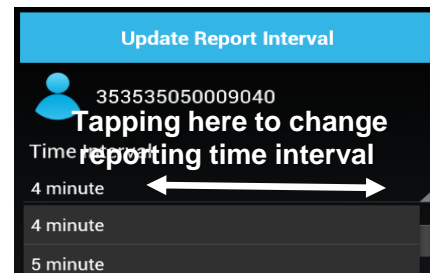 Update Report Interval
353535050009040
Tapping here to change
Time Interval
reporting time interval
4 minute
4 minute
5 minute